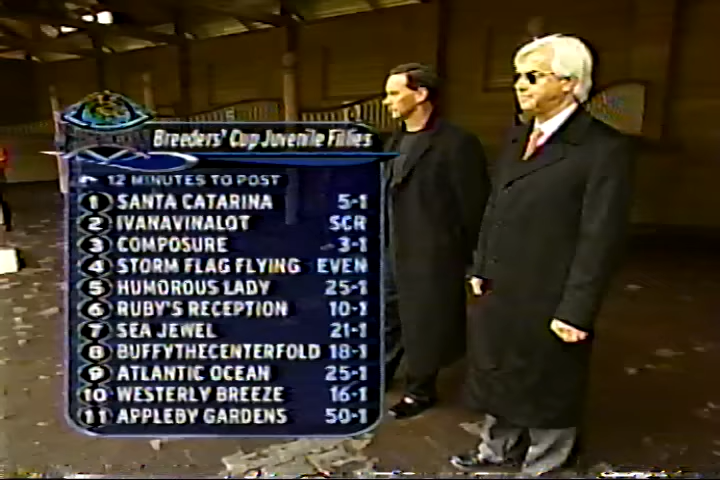 Breeders' Cup Juvenile Fillies
12 MINUTES TO POST
1 SANTA CATARINA 5-1
2 IVANAVINALOT SCR
3 COMPOSURE 3-1
4 STORM FLAG FLYING EVEN
5 HUMOROUS LADY 25-1
6 RUBY'S RECEPTION 10-1
7 SEA JEWEL 21-1
8 BUFFYTHECENTERFOLD 18-1
9 ATLANTIC OCEAN 25-1
10 WESTERLY BREEZE 16-1
11 APPLEBY GARDENS 50-1